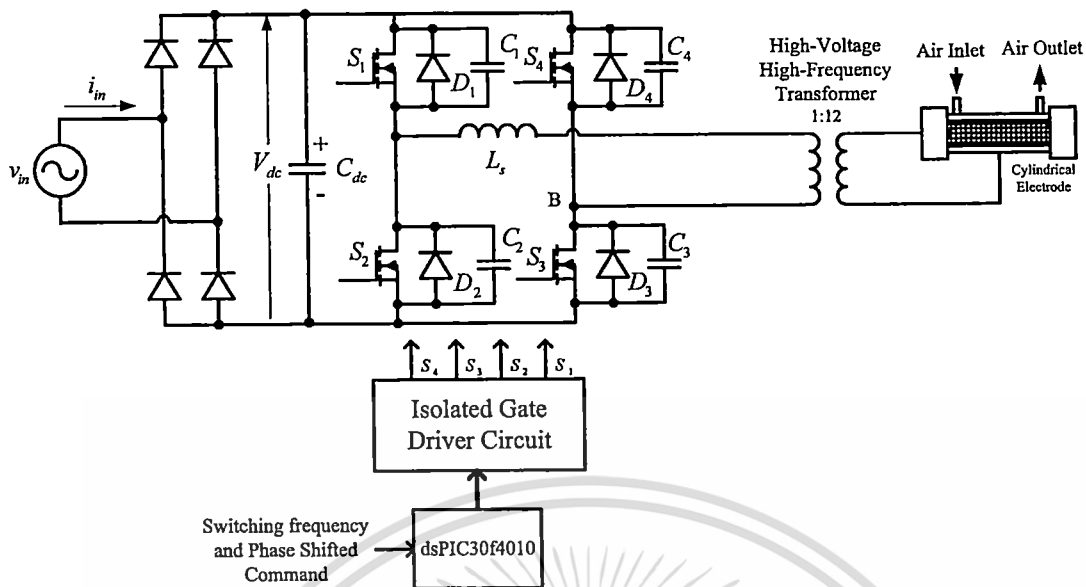 High-Voltage
High-Frequency
Transformer
1:12
Air Inlet
Air Outlet
Cylindrical
Electrode
i_in
v_in
V_dc
+
-
C_dc
S_1
D_1
C_1
S_4
D_4
C_4
L_s
B
S_2
D_2
C_2
S_3
D_3
C_3
S_4 S_3 S_2 S_1
Isolated Gate
Driver Circuit
Switching frequency
and Phase Shifted
Command
dsPIC30f4010